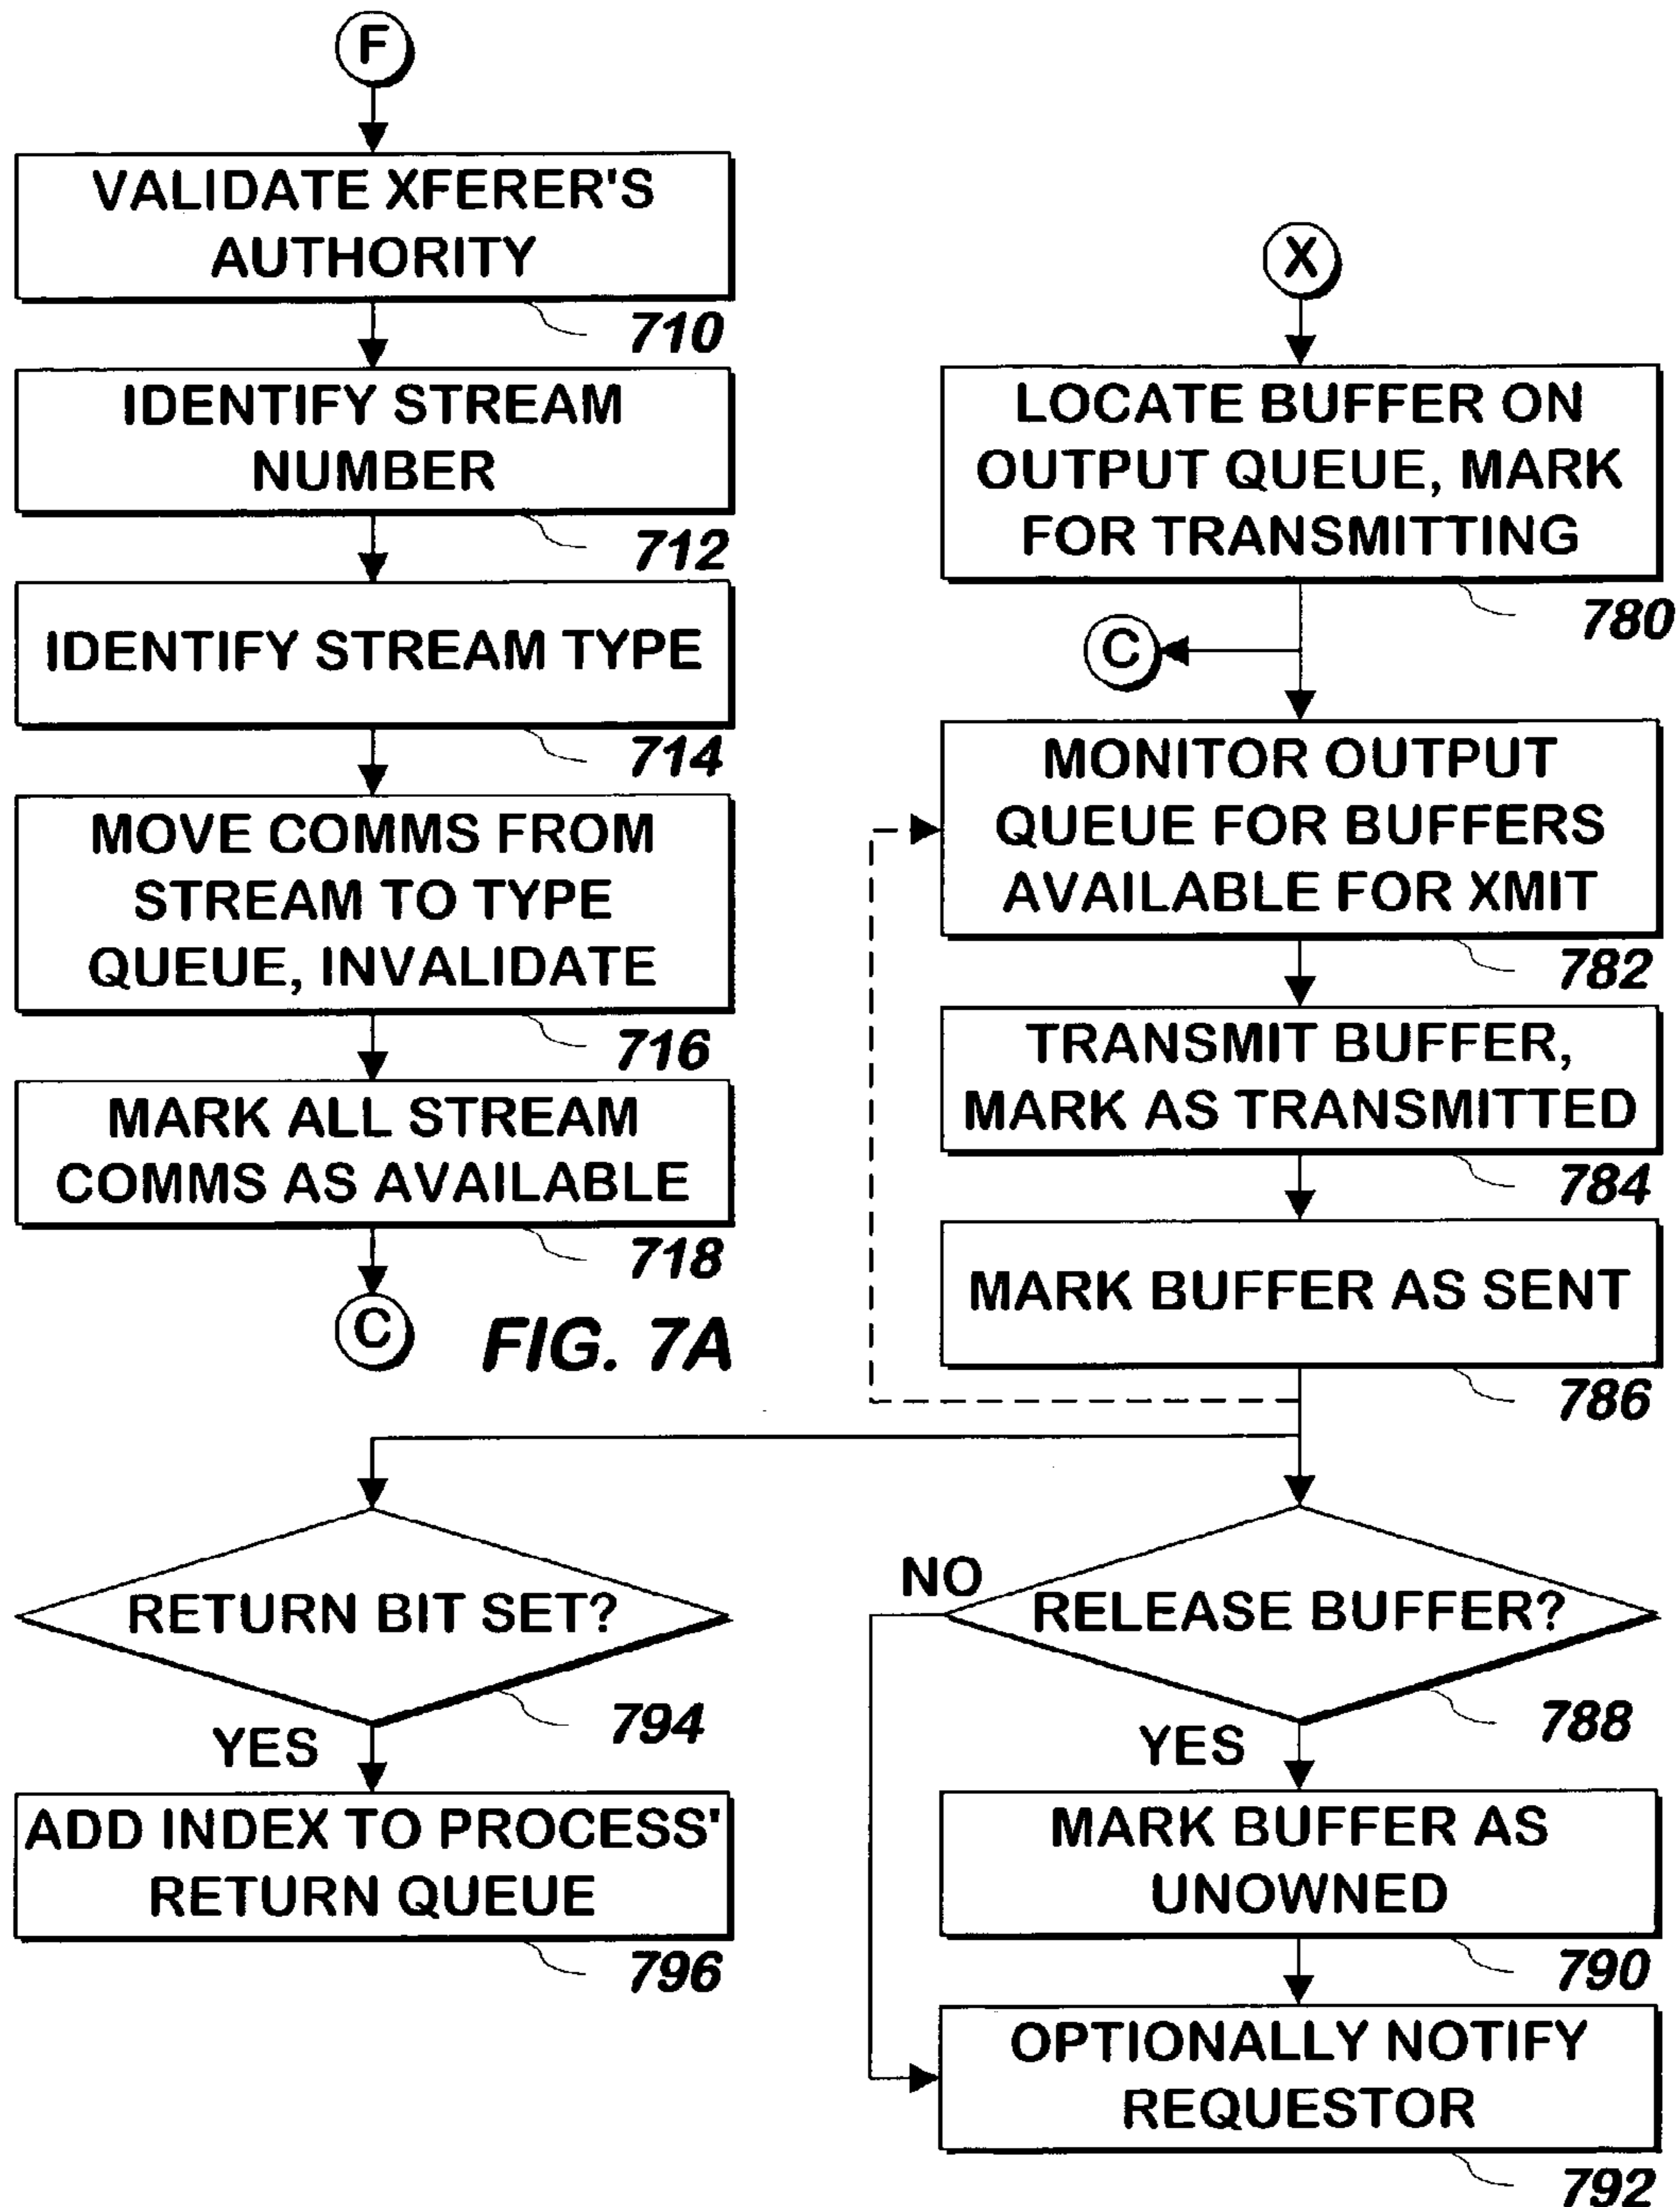 F
VALIDATE XFERER'S
AUTHORITY
710
IDENTIFY STREAM
NUMBER
712
IDENTIFY STREAM TYPE
714
MOVE COMMS FROM
STREAM TO TYPE
QUEUE, INVALIDATE
716
MARK ALL STREAM
COMMS AS AVAILABLE
718
C
FIG. 7A
X
LOCATE BUFFER ON
OUTPUT QUEUE, MARK
FOR TRANSMITTING
780
C
MONITOR OUTPUT
QUEUE FOR BUFFERS
AVAILABLE FOR XMIT
782
TRANSMIT BUFFER,
MARK AS TRANSMITTED
784
MARK BUFFER AS SENT
786
RETURN BIT SET?
794
YES
ADD INDEX TO PROCESS'
RETURN QUEUE
796
NO
RELEASE BUFFER?
788
YES
MARK BUFFER AS
UNOWNED
790
OPTIONALLY NOTIFY
REQUESTOR
792